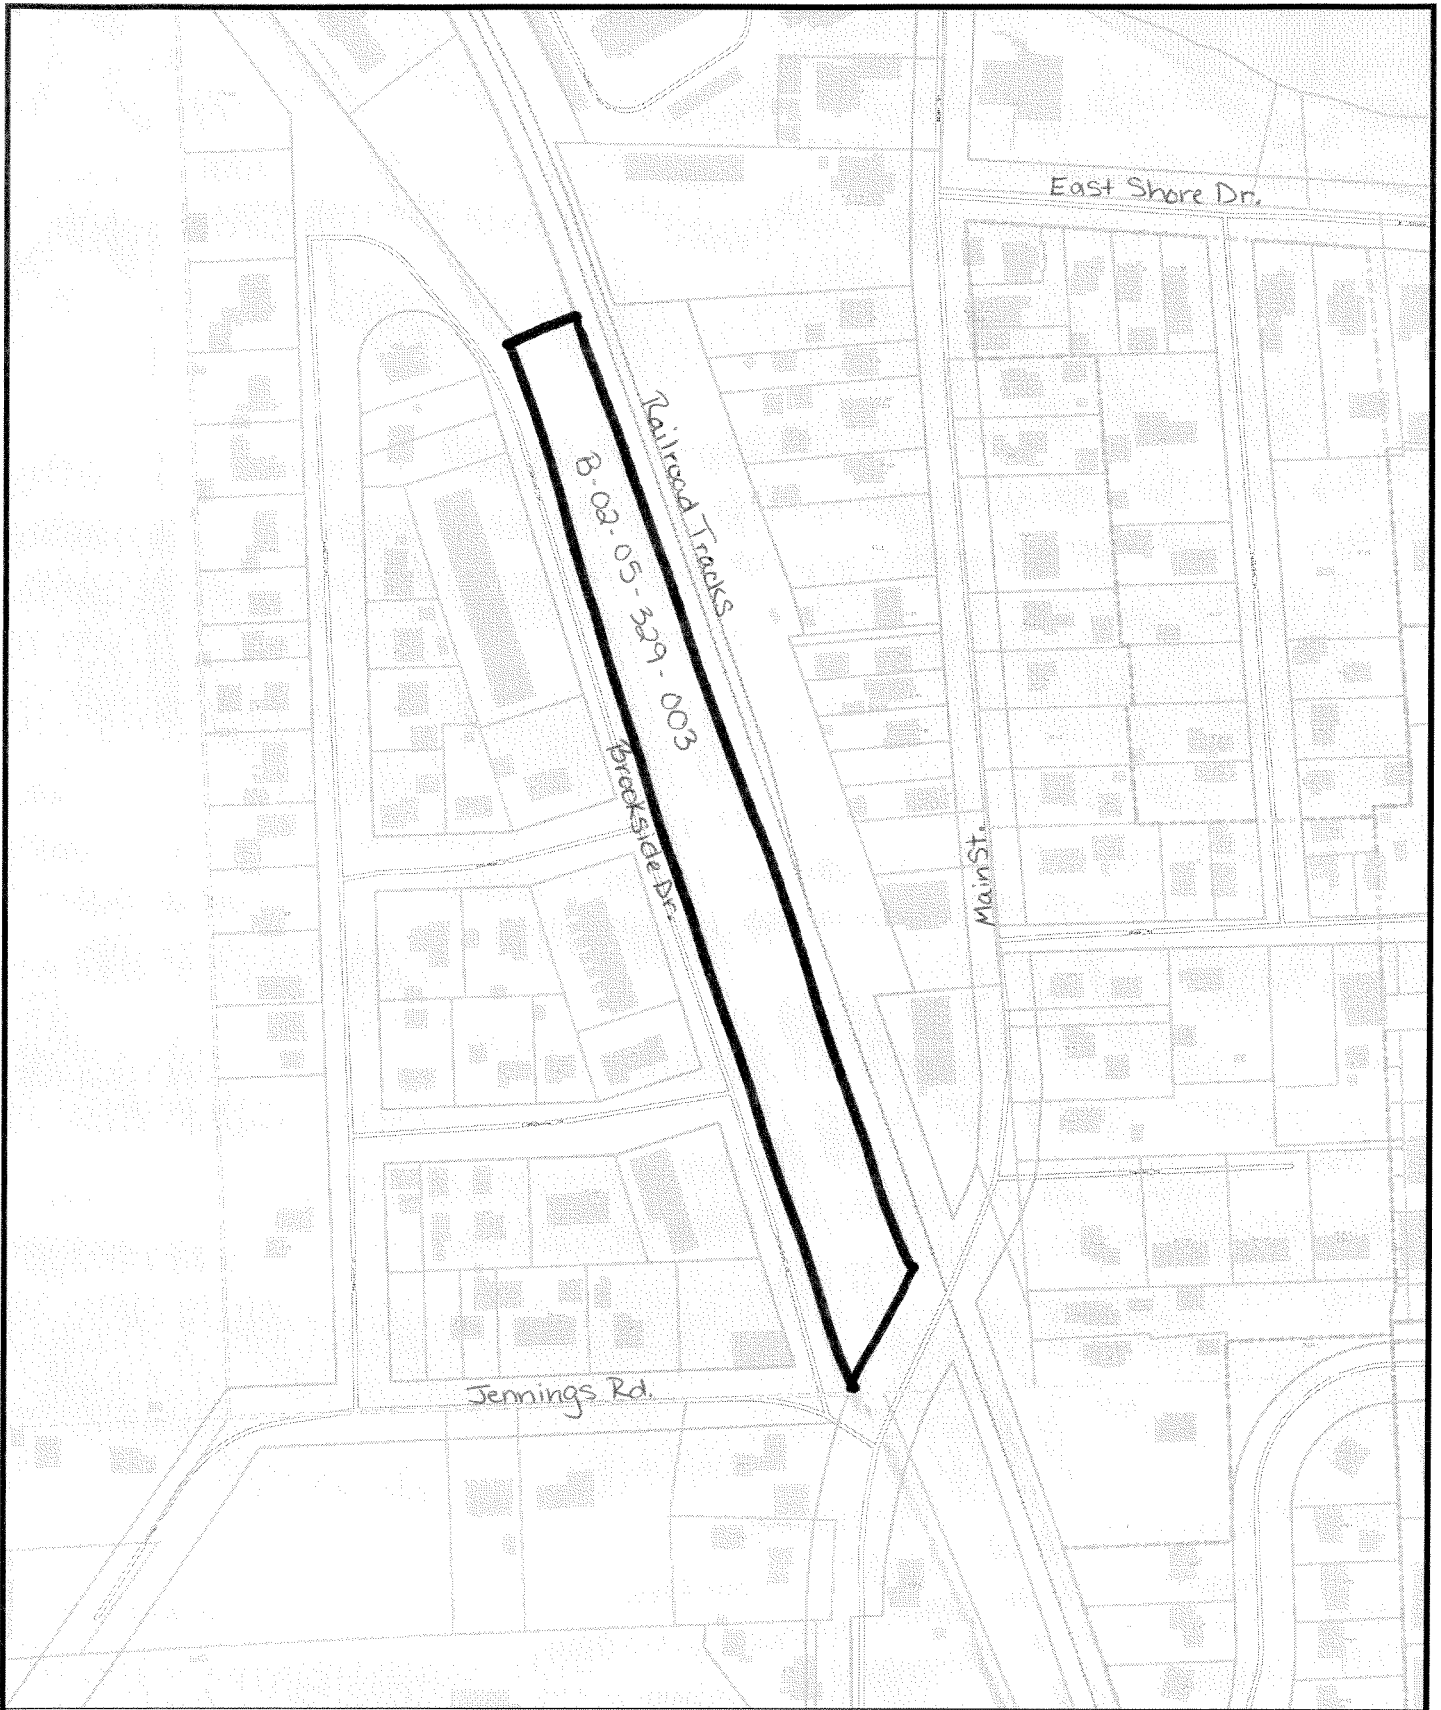 East Shore Dr.
Railroad Tracks
B-02-05-329-003
Brookside Dr.
Main St.
Jennings Rd.